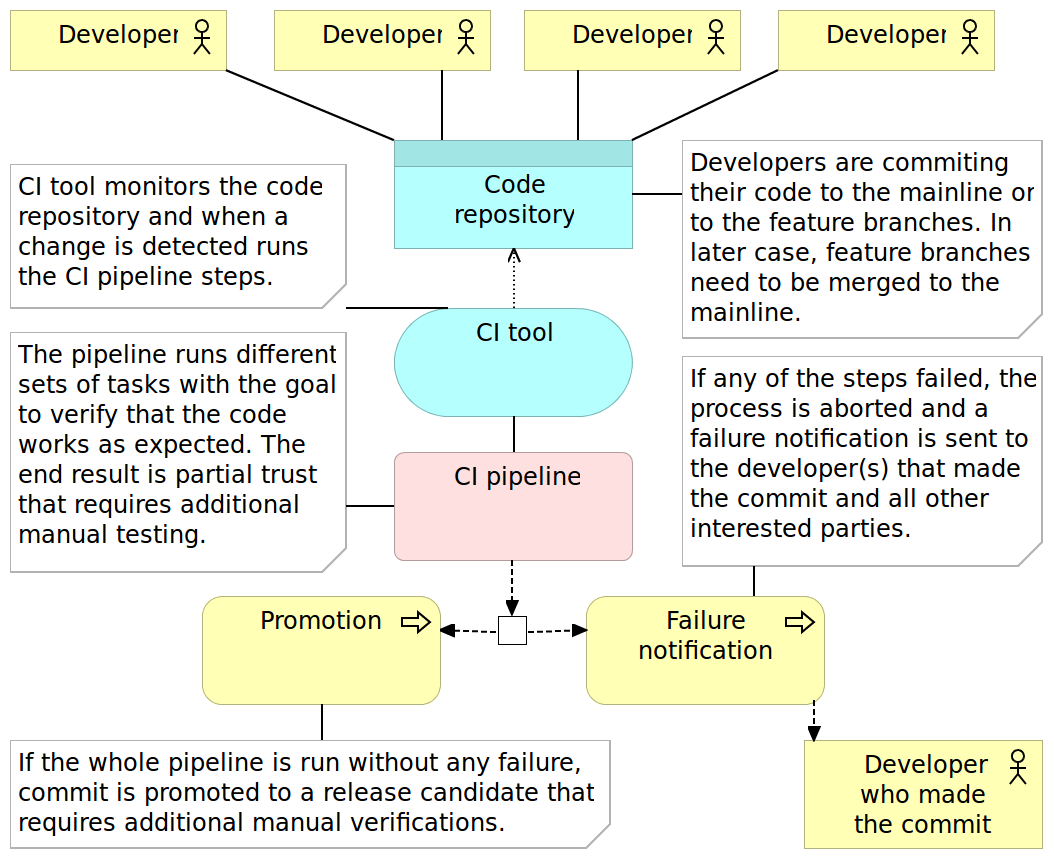 Developer
Developer
Developer
Developer
Code
repository
CI tool monitors the code
repository and when a
change is detected runs
the CI pipeline steps.
Developers are commiting
their code to the mainline or
to the feature branches. In
later case, feature branches
need to be merged to the
mainline.
CI tool
The pipeline runs different
sets of tasks with the goal
to verify that the code
works as expected. The
end result is partial trust
that requires additional
manual testing.
If any of the steps failed, the
process is aborted and a
failure notification is sent to
the developer(s) that made
the commit and all other
interested parties.
CI pipeline
Promotion
Failure
notification
If the whole pipeline is run without any failure,
commit is promoted to a release candidate that
requires additional manual verifications.
Developer
who made
the commit